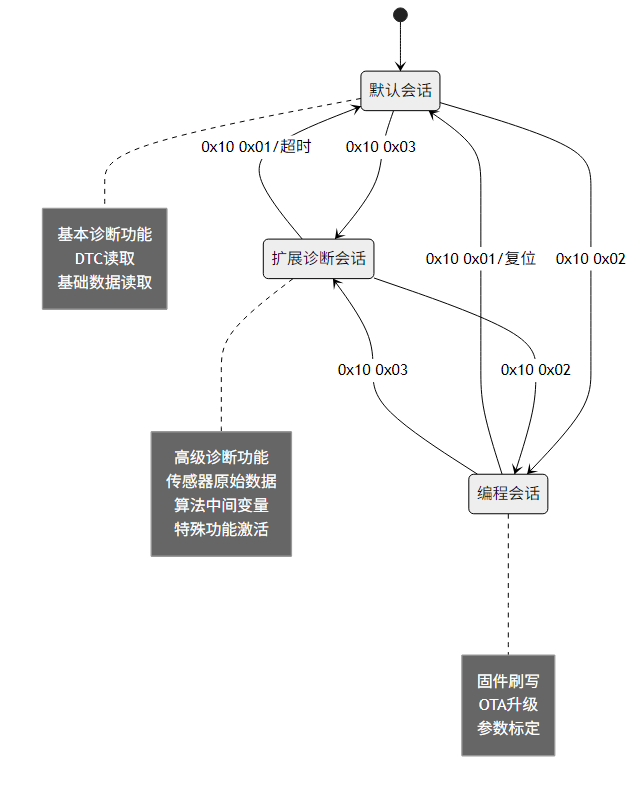 默认会话
0x10 0x01/超时
0x10 0x03
基本诊断功能
DTC读取
基础数据读取
扩展诊断会话
0x10 0x01/复位
0x10 0x02
0x10 0x03
0x10 0x02
高级诊断功能
传感器原始数据
算法中间变量
特殊功能激活
编程会话
固件刷写
OTA升级
参数标定